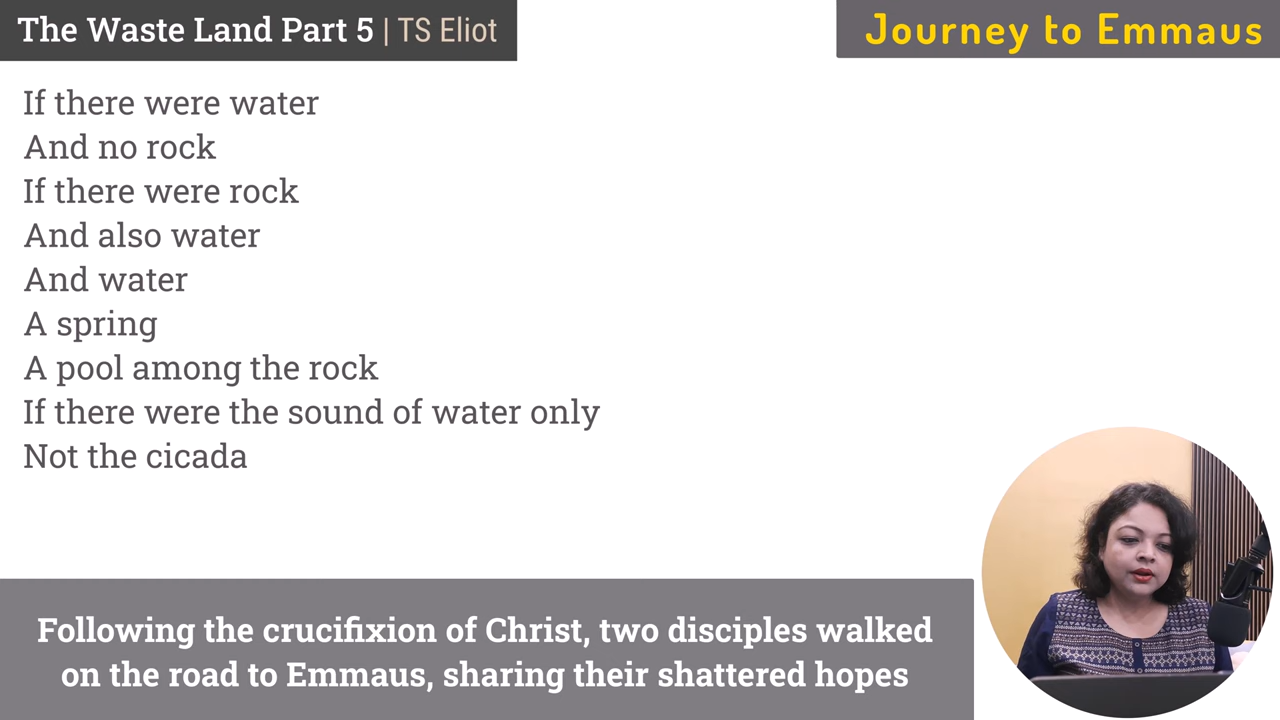 The Waste Land Part 5 | TS Eliot
Journey to Emmaus
If there were water
And no rock
If there were rock
And also water
And water
A spring
A pool among the rock
If there were the sound of water only
Not the cicada
Following the crucifixion of Christ, two disciples walked
on the road to Emmaus, sharing their shattered hopes